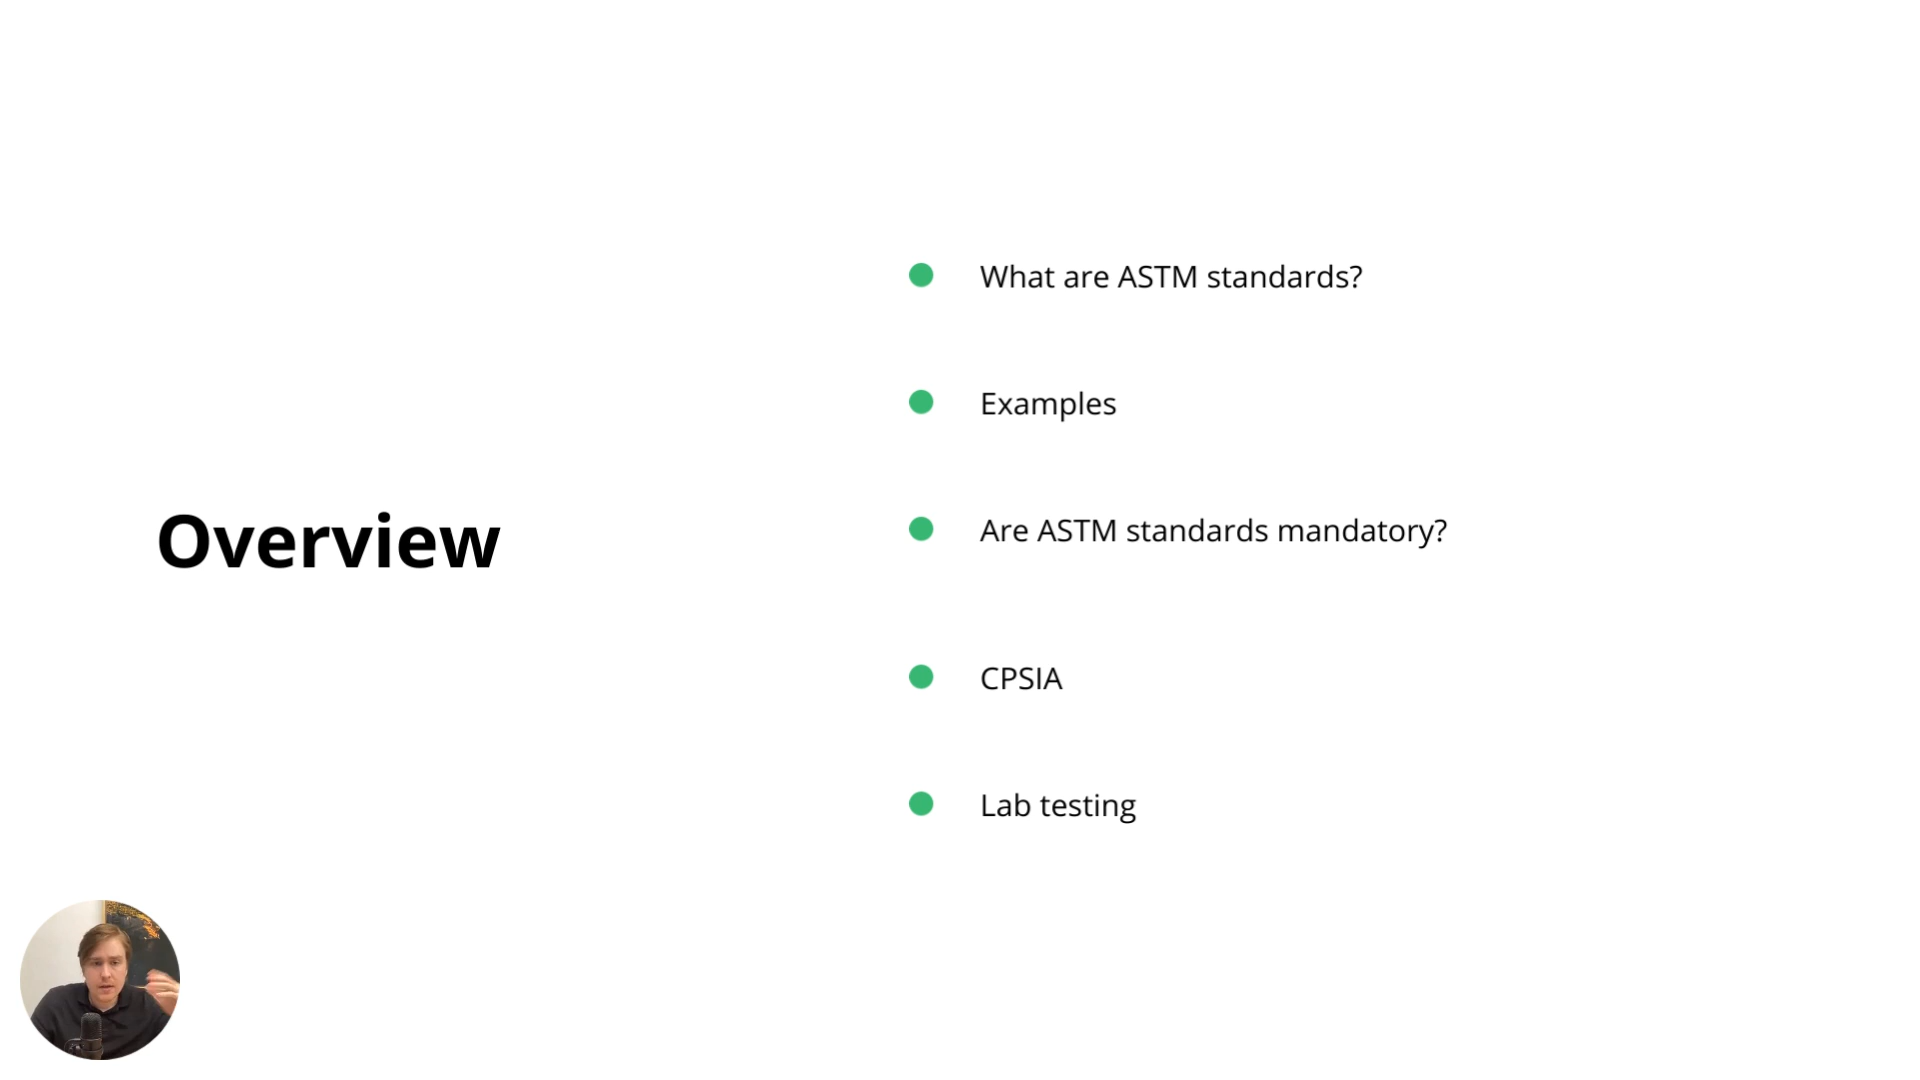 Overview
What are ASTM standards?
Examples
Are ASTM standards mandatory?
CPSIA
Lab testing